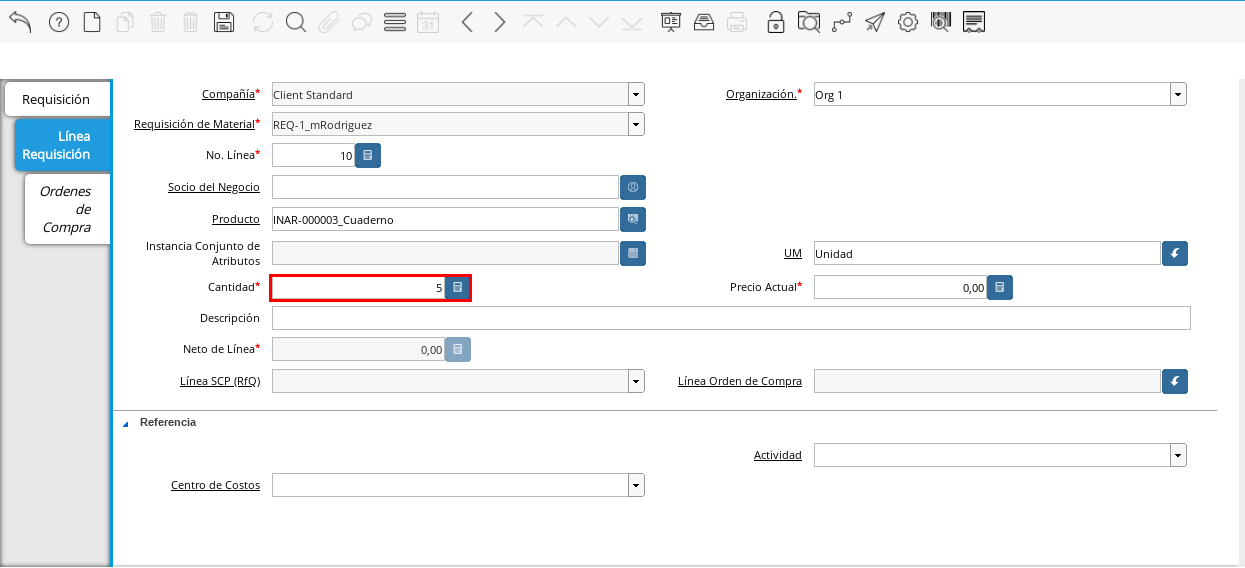 31
Requisición
Línea
Requisición
Ordenes
de
Compra
Compañía* Client Standard Organización.* Org 1
Requisición de Material* REQ-1_mRodriguez
No. Línea* 10
Socio del Negocio
Producto INAR-000003_Cuaderno
Instancia Conjunto de
Atributos
UM Unidad
Cantidad* 5 Precio Actual* 0,00
Descripción
Neto de Línea* 0,00
Línea SCP (RfQ) Línea Orden de Compra
Referencia
Actividad
Centro de Costos